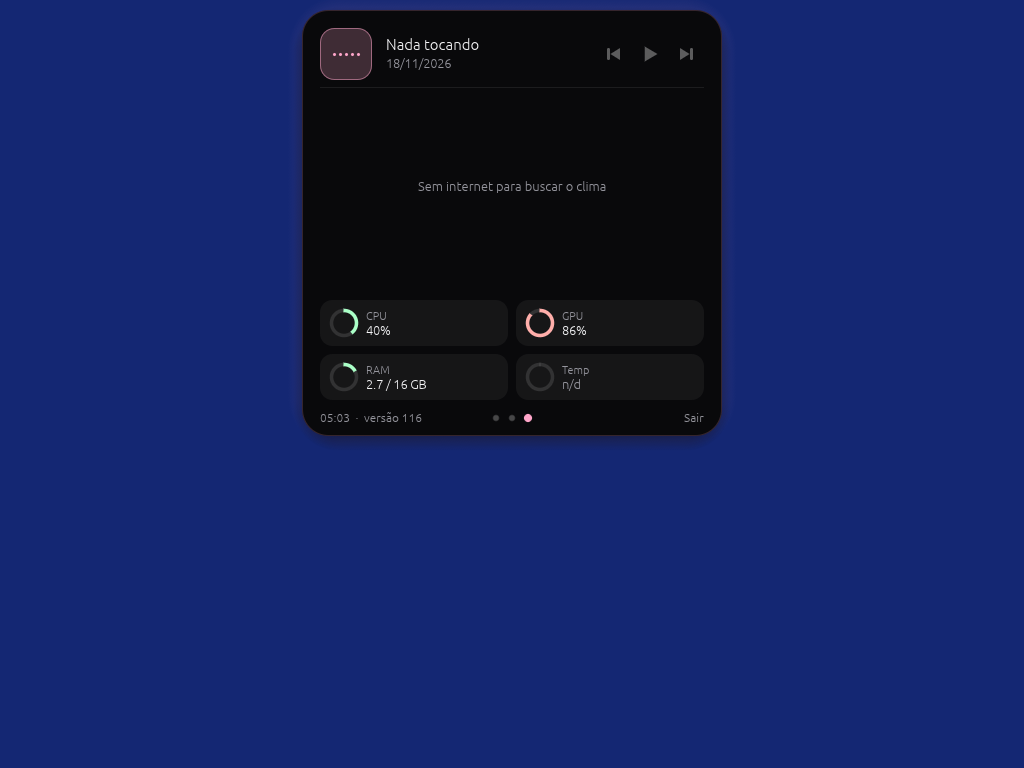 Nada tocando
18/11/2026
Sem internet para buscar o clima
CPU
40%
GPU
86%
RAM
2.7 / 16 GB
Temp
n/d
05:03 · versão 116
Sair